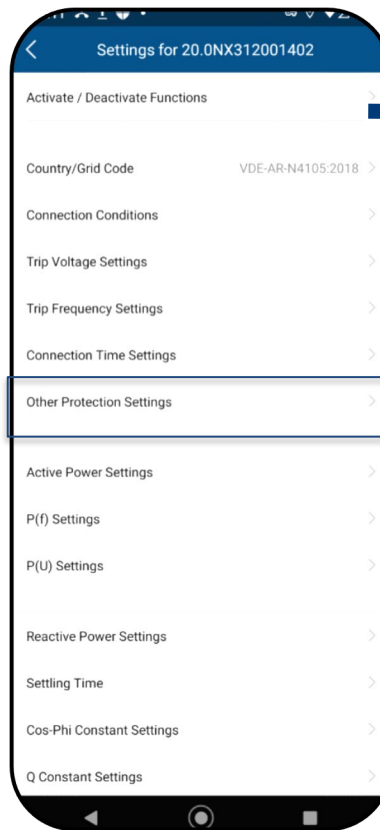 Settings for 20.0NX312001402
Activate / Deactivate Functions
Country/Grid Code VDE-AR-N4105:2018
Connection Conditions
Trip Voltage Settings
Trip Frequency Settings
Connection Time Settings
Other Protection Settings
Active Power Settings
P(f) Settings
P(U) Settings
Reactive Power Settings
Settling Time
Cos-Phi Constant Settings
Q Constant Settings